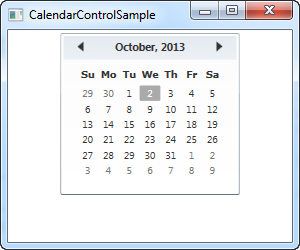 CalendarControlSample
October, 2013
Su Mo Tu We Th Fr Sa
29 30 1 2 3 4 5
6 7 8 9 10 11 12
13 14 15 16 17 18 19
20 21 22 23 24 25 26
27 28 29 30 31 1 2
3 4 5 6 7 8 9